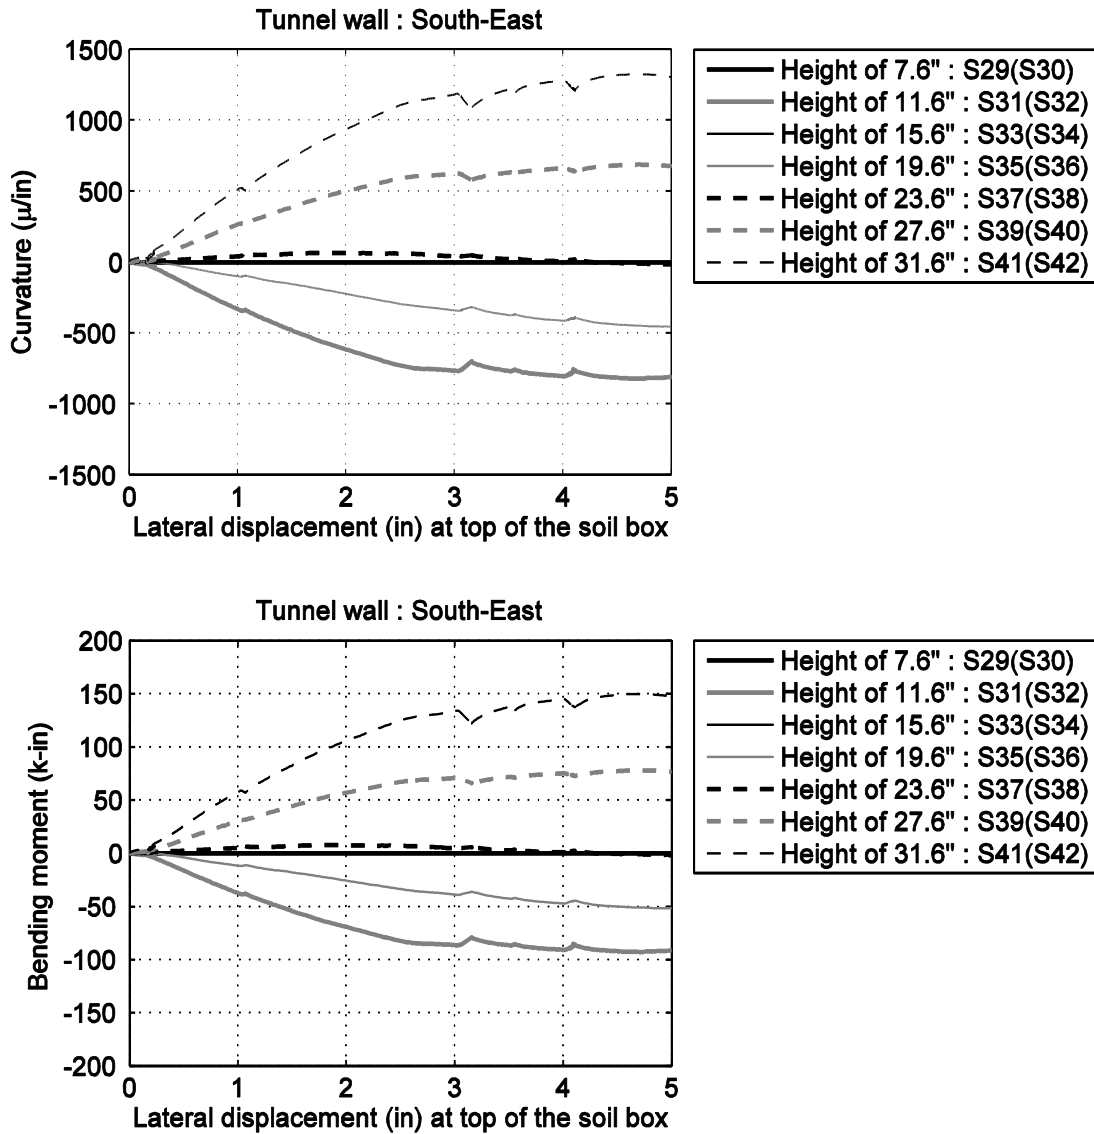 Tunnel wall : South-East
1500
1000
500
0
-500
-1000
-1500
Curvature (μ/in)
0 1 2 3 4 5
Lateral displacement (in) at top of the soil box
Height of 7.6" : S29(S30)
Height of 11.6" : S31(S32)
Height of 15.6" : S33(S34)
Height of 19.6" : S35(S36)
Height of 23.6" : S37(S38)
Height of 27.6" : S39(S40)
Height of 31.6" : S41(S42)
Tunnel wall : South-East
200
150
100
50
0
-50
-100
-150
-200
Bending moment (k-in)
0 1 2 3 4 5
Lateral displacement (in) at top of the soil box
Height of 7.6" : S29(S30)
Height of 11.6" : S31(S32)
Height of 15.6" : S33(S34)
Height of 19.6" : S35(S36)
Height of 23.6" : S37(S38)
Height of 27.6" : S39(S40)
Height of 31.6" : S41(S42)